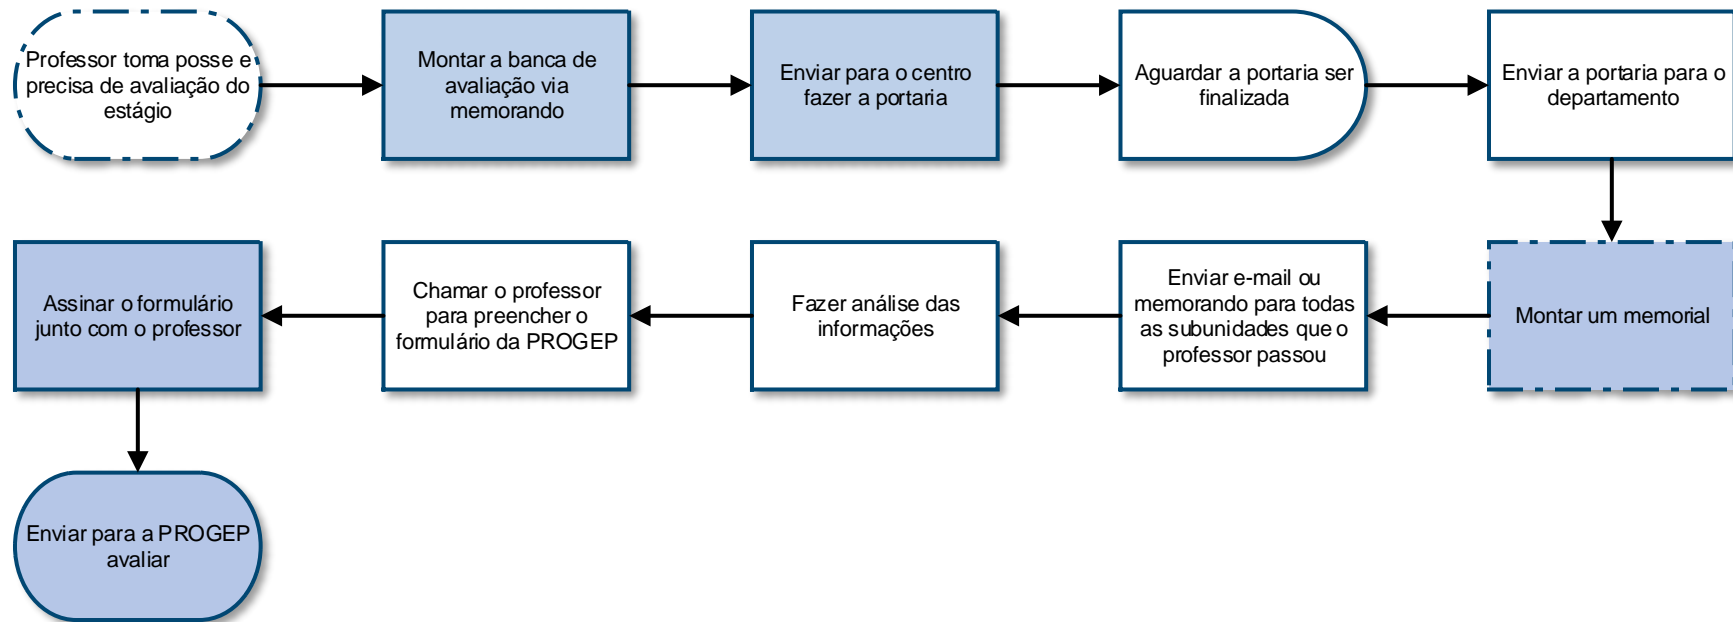 Professor toma posse e
precisa de avaliação do
estágio
Montar a banca de
avaliação via
memorando
Enviar para o centro
fazer a portaria
Aguardar a portaria ser
finalizada
Enviar a portaria para o
departamento
Montar um memorial
Enviar e-mail ou
memorando para todas
as subunidades que o
professor passou
Fazer análise das
informações
Chamar o professor
para preencher o
formulário da PROGEP
Assinar o formulário
junto com o professor
Enviar para a PROGEP
avaliar